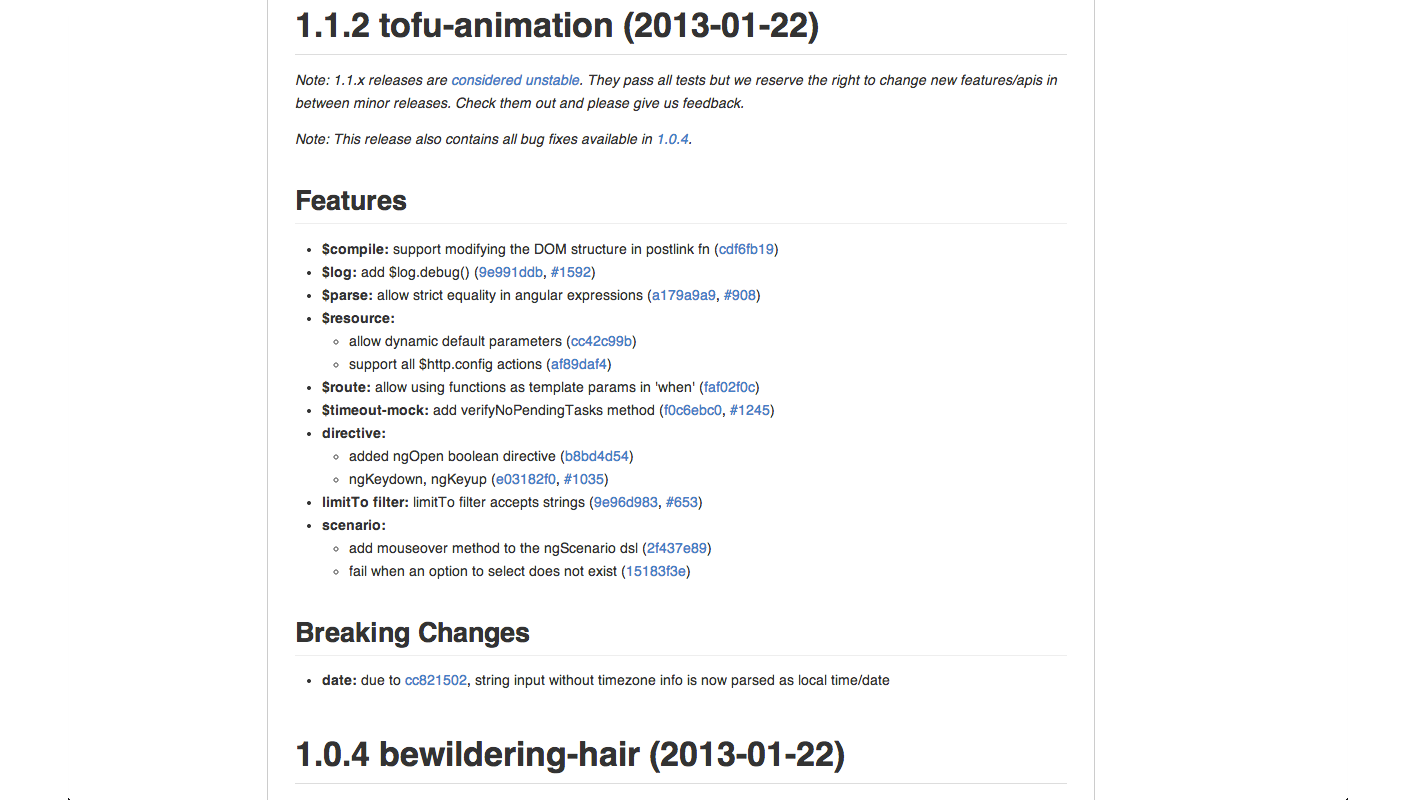 1.1.2 tofu-animation (2013-01-22)
Note: 1.1.x releases are considered unstable. They pass all tests but we reserve the right to change new features/apis in
between minor releases. Check them out and please give us feedback.
Note: This release also contains all bug fixes available in 1.0.4.
Features
• $compile: support modifying the DOM structure in postlink fn (cdf6fb19)
• $log: add $log.debug() (9e991ddb, #1592)
• $parse: allow strict equality in angular expressions (a179a9a9, #908)
• $resource:
◦ allow dynamic default parameters (cc42c99b)
◦ support all $http.config actions (af89daf4)
• $route: allow using functions as template params in 'when' (faf02f0c)
• $timeout-mock: add verifyNoPendingTasks method (f0c6ebc0, #1245)
• directive:
◦ added ngOpen boolean directive (b8bd4d54)
◦ ngKeydown, ngKeyup (e03182f0, #1035)
• limitTo filter: limitTo filter accepts strings (9e96d983, #653)
• scenario:
◦ add mouseover method to the ngScenario dsl (2f437e89)
◦ fail when an option to select does not exist (15183f3e)
Breaking Changes
• date: due to cc821502, string input without timezone info is now parsed as local time/date
1.0.4 bewildering-hair (2013-01-22)